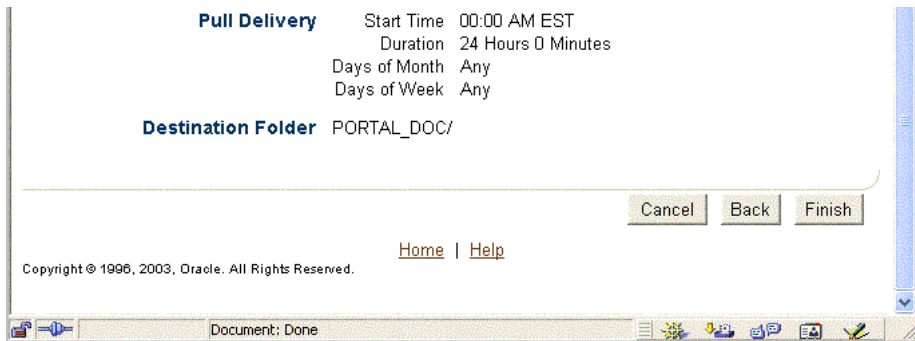 Pull Delivery Start Time 00:00 AM EST
Duration 24 Hours 0 Minutes
Days of Month Any
Days of Week Any
Destination Folder PORTAL_DOC/
Cancel Back Finish
Home | Help
Copyright © 1996, 2003, Oracle. All Rights Reserved.
Document: Done